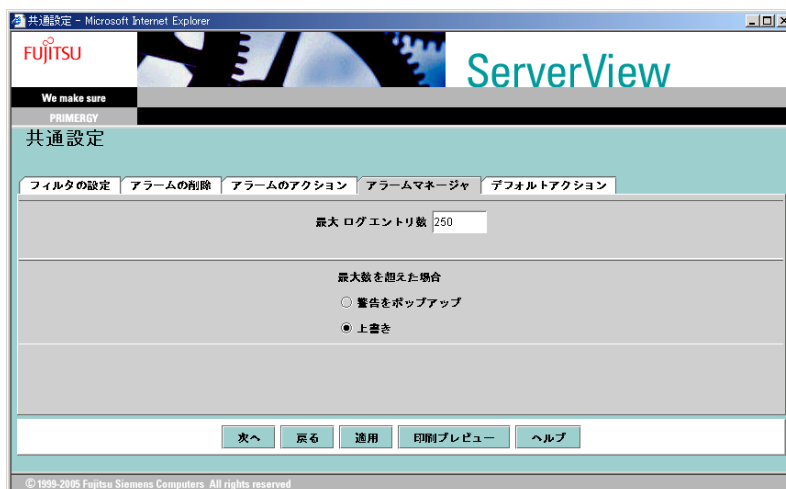 共通設定 - Microsoft Internet Explorer
FUJITSU
ServerView
We make sure
PRIMERGY
共通設定
フィルタの設定 アラームの削除 アラームのアクション アラームマネージャ デフォルトアクション
最大 ログエントリ数 250
最大数を超えた場合
警告をポップアップ
上書き
次へ 戻る 適用 印刷プレビュー ヘルプ
© 1999-2005 Fujitsu Siemens Computers All rights reserved